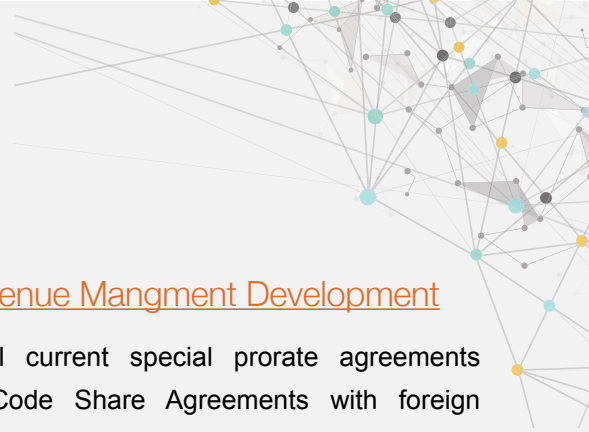 enue Mangment Development
l current special prorate agreements
Code Share Agreements with foreign